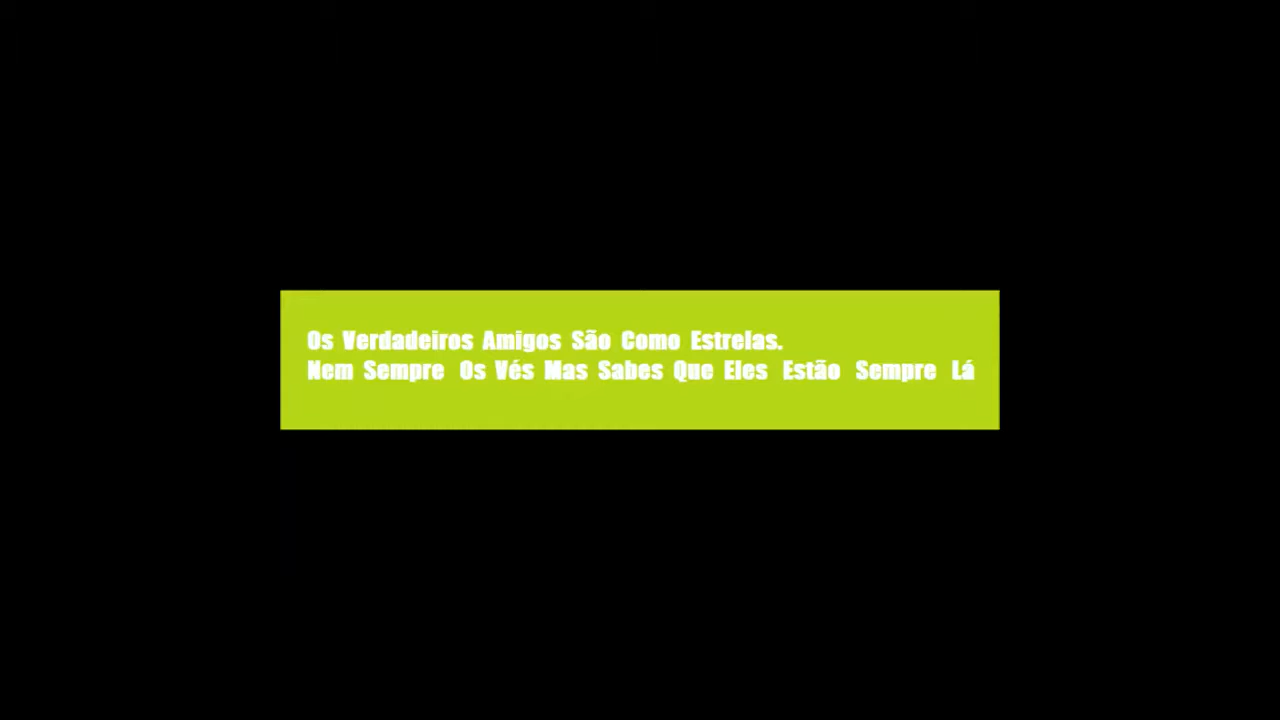 Os Verdadeiros Amigos São Como Estrelas.
Nem Sempre Os Vés Mas Sabes Que Eles Estão Sempre Lá